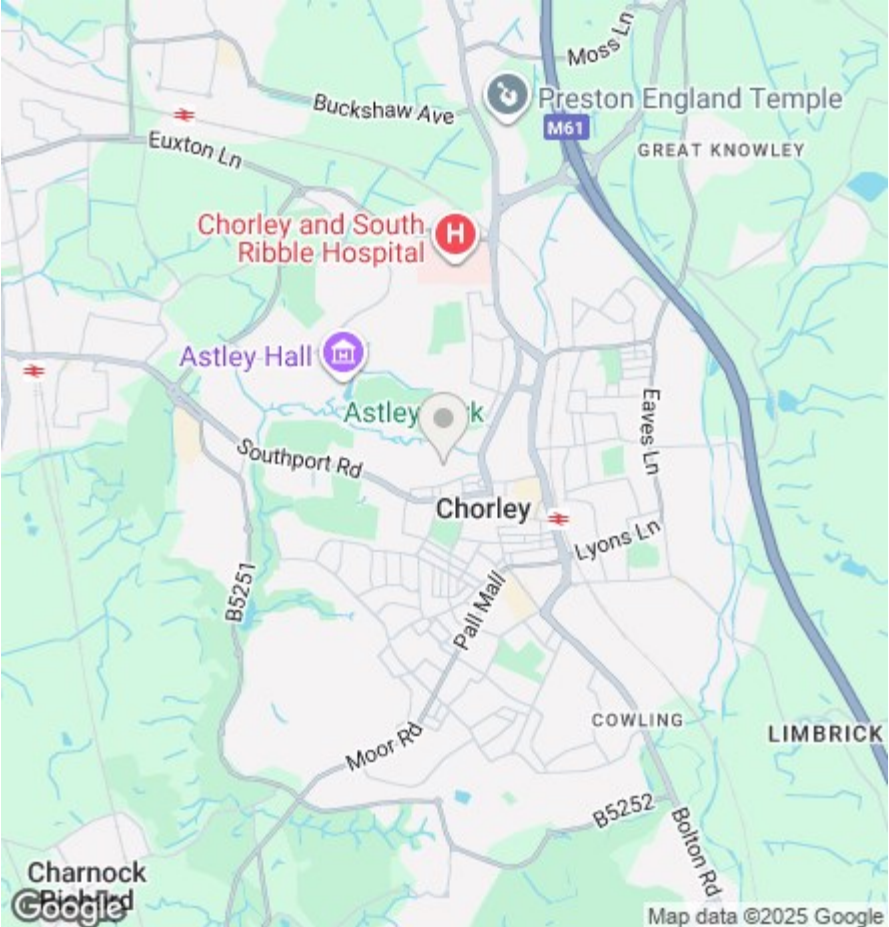 Moss Ln
Buckshaw Ave
Preston England Temple
M61
Euxton Ln
GREAT KNOWLEY
Chorley and South
Ribble Hospital
Astley Hall
Astley
Eaves Ln
Southport Rd
Chorley
Lyons Ln
B5251
Pall Mall
COWLING
Moor Rd
LIMBRICK
B5252
Bolton Rd
Charnock
Google
Map data ©2025 Google